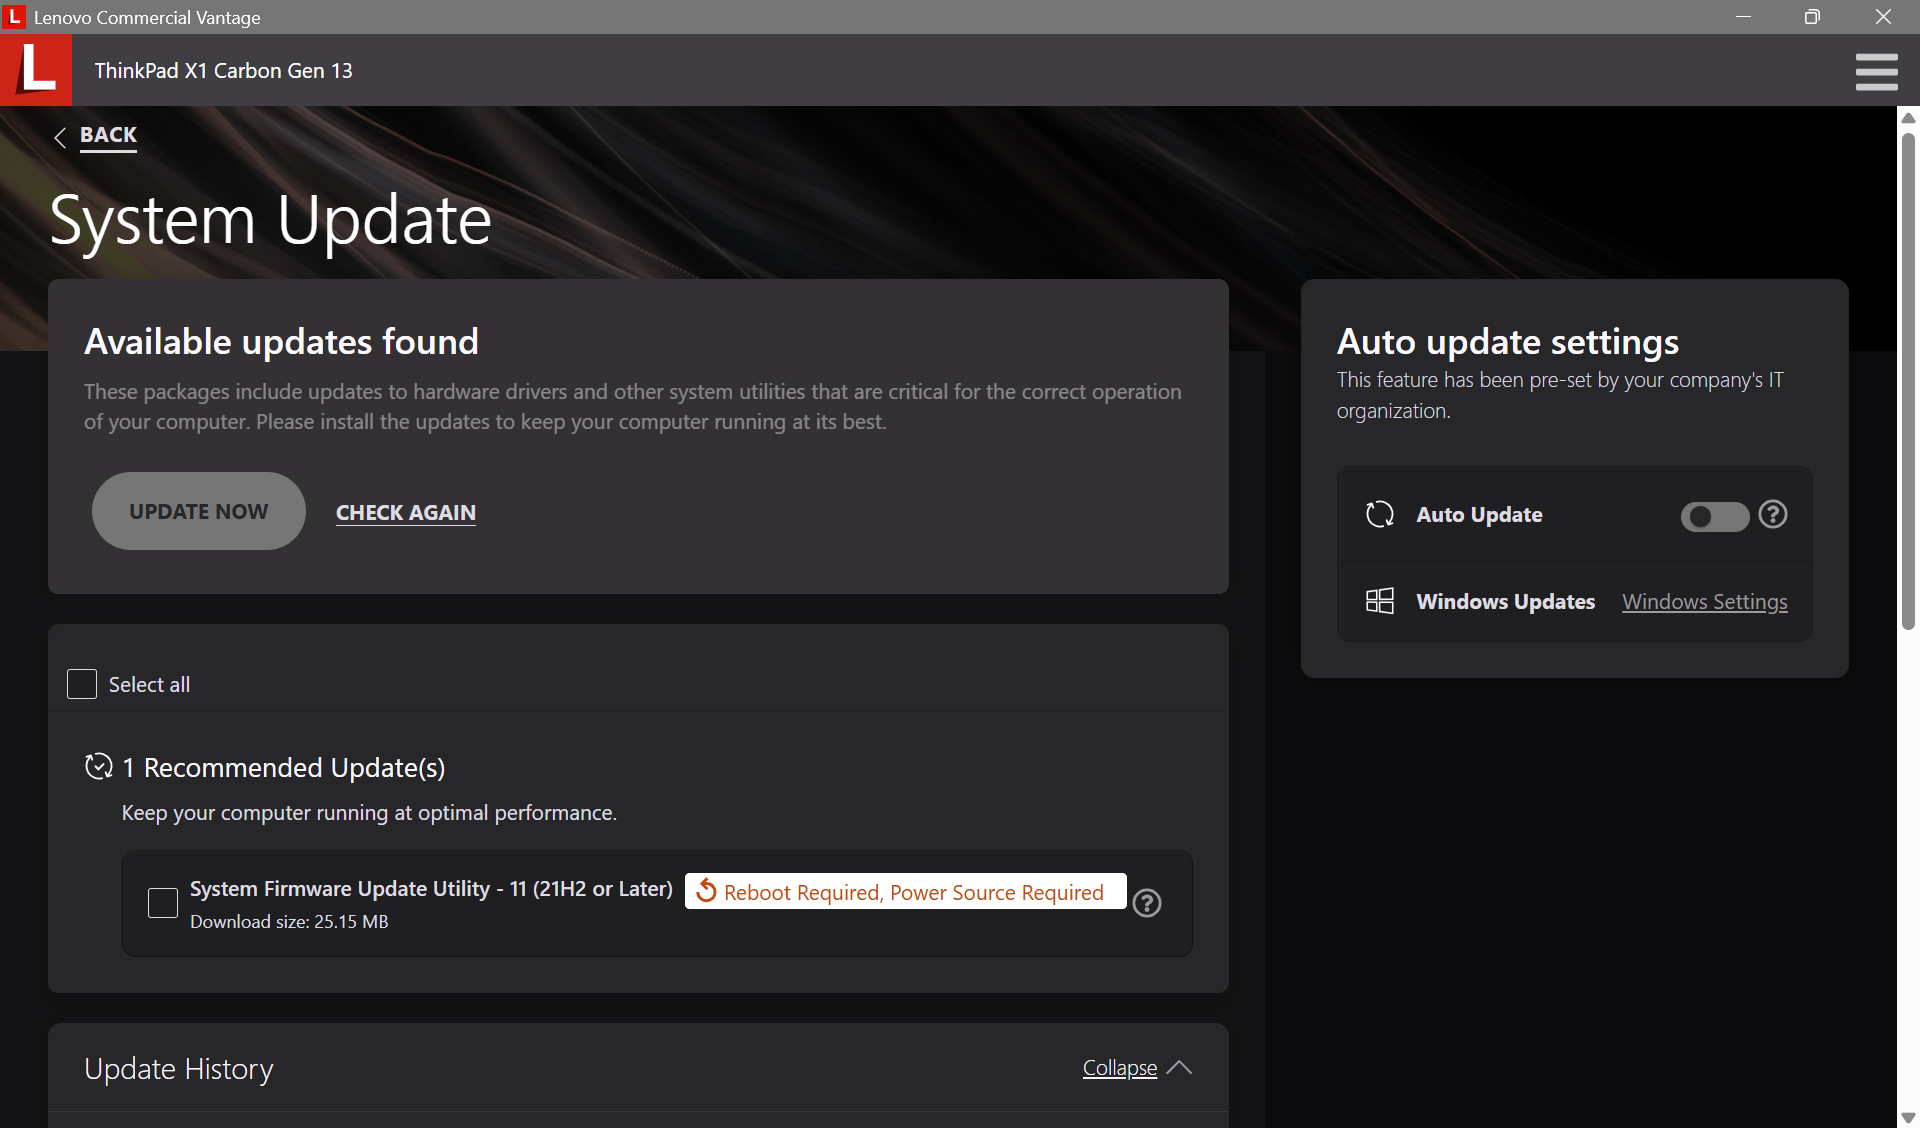 Lenovo Commercial Vantage
ThinkPad X1 Carbon Gen 13
BACK
System Update
Available updates found
These packages include updates to hardware drivers and other system utilities that are critical for the correct operation
of your computer. Please install the updates to keep your computer running at its best.
UPDATE NOW
CHECK AGAIN
Select all
1 Recommended Update(s)
Keep your computer running at optimal performance.
System Firmware Update Utility - 11 (21H2 or Later)
Reboot Required, Power Source Required
Download size: 25.15 MB
Update History
Collapse
Auto update settings
This feature has been pre-set by your company's IT
organization.
Auto Update
Windows Updates
Windows Settings